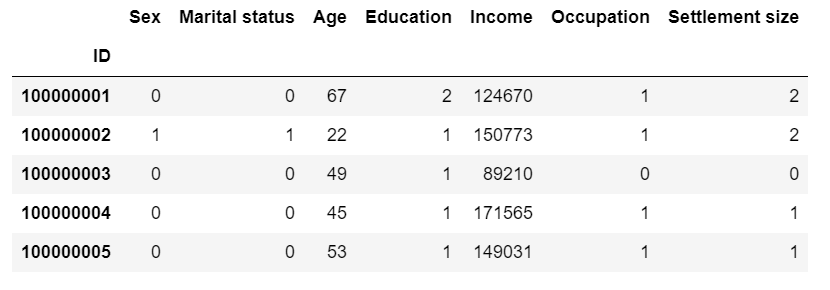 Sex Marital status Age Education Income Occupation Settlement size
ID
100000001 0 0 67 2 124670 1 2
100000002 1 1 22 1 150773 1 2
100000003 0 0 49 1 89210 0 0
100000004 0 0 45 1 171565 1 1
100000005 0 0 53 1 149031 1 1